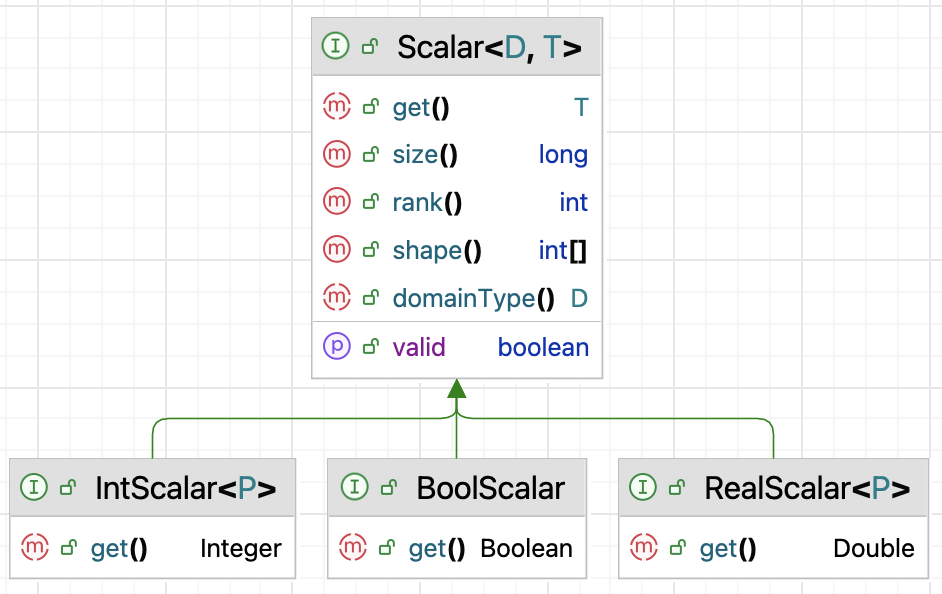 I Scalar<D, T>
m get() T
m size() long
m rank() int
m shape() int[]
m domainType() D
p valid boolean
I IntScalar<P>
m get() Integer
I BoolScalar
m get() Boolean
I RealScalar<P>
m get() Double